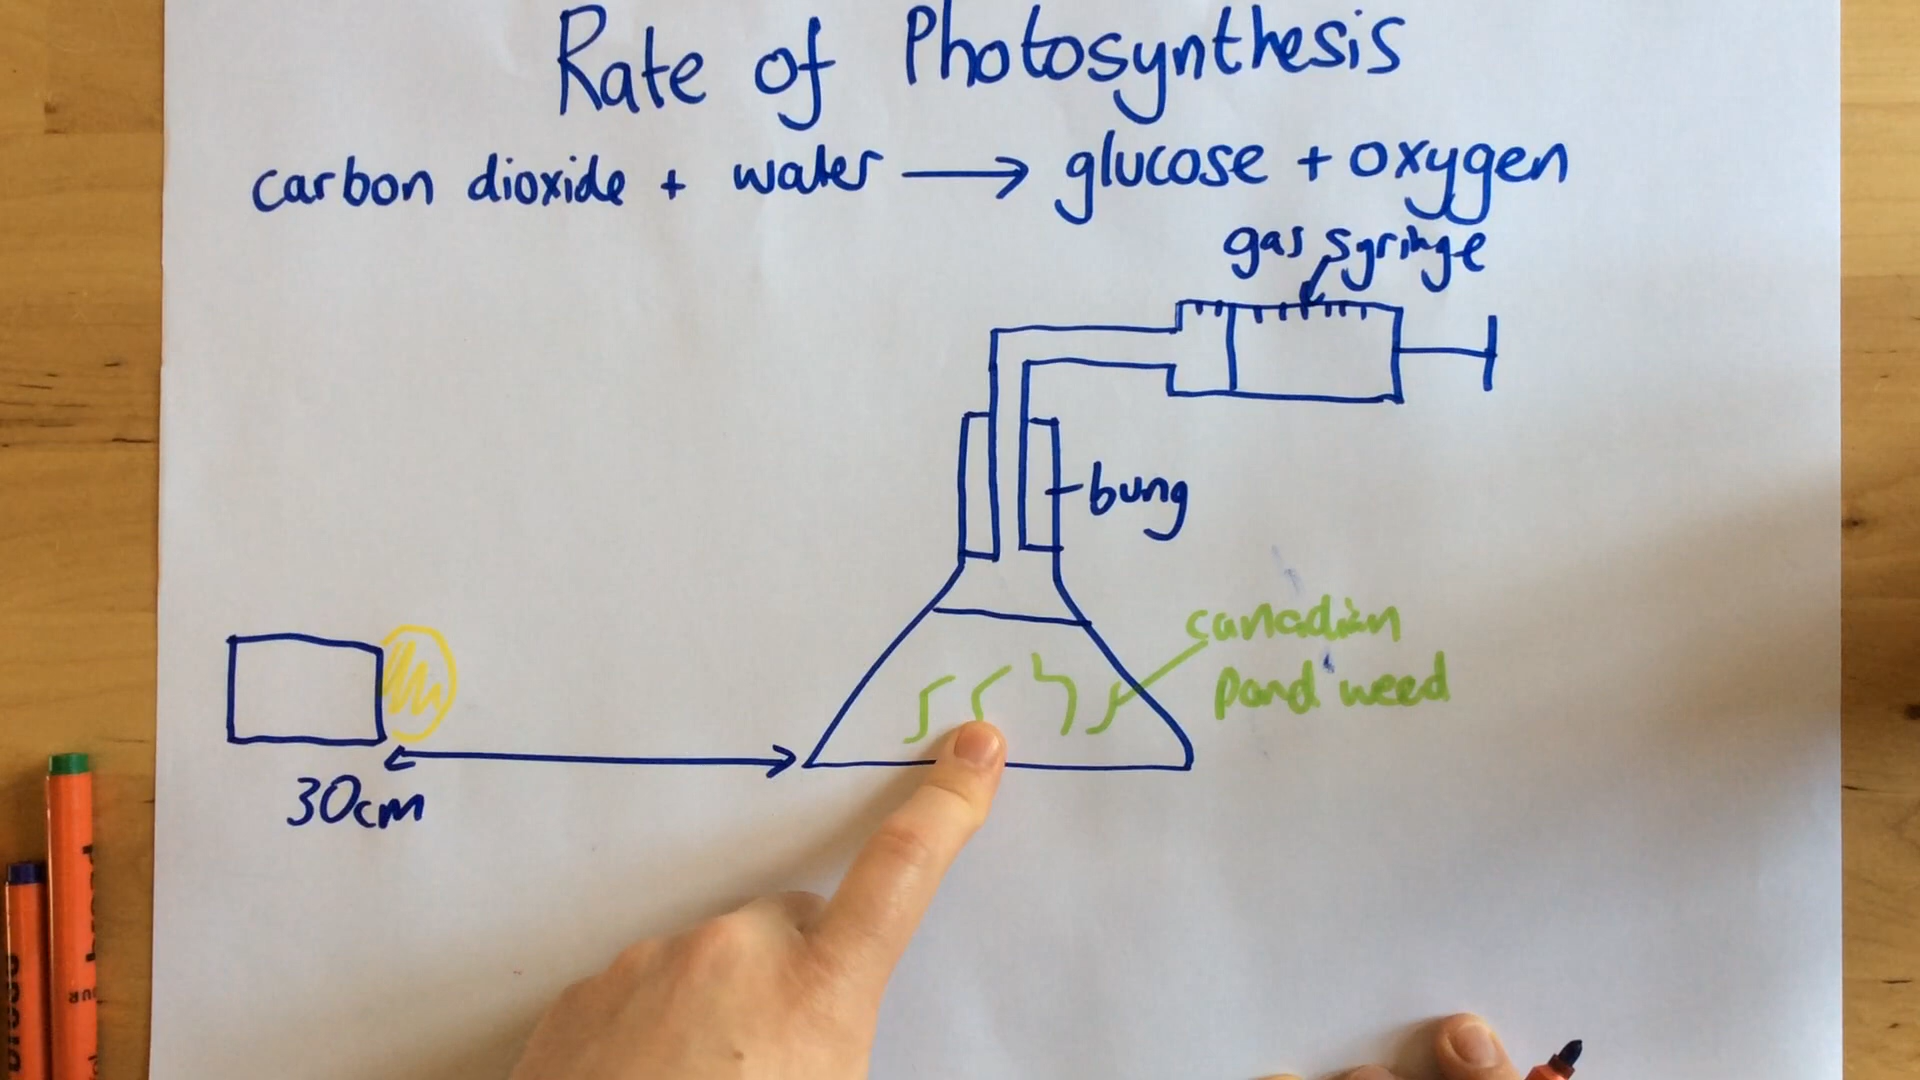 Rate of Photosynthesis
carbon dioxide + water → glucose + oxygen
gas syringe
bung
canadian
pond weed
30cm